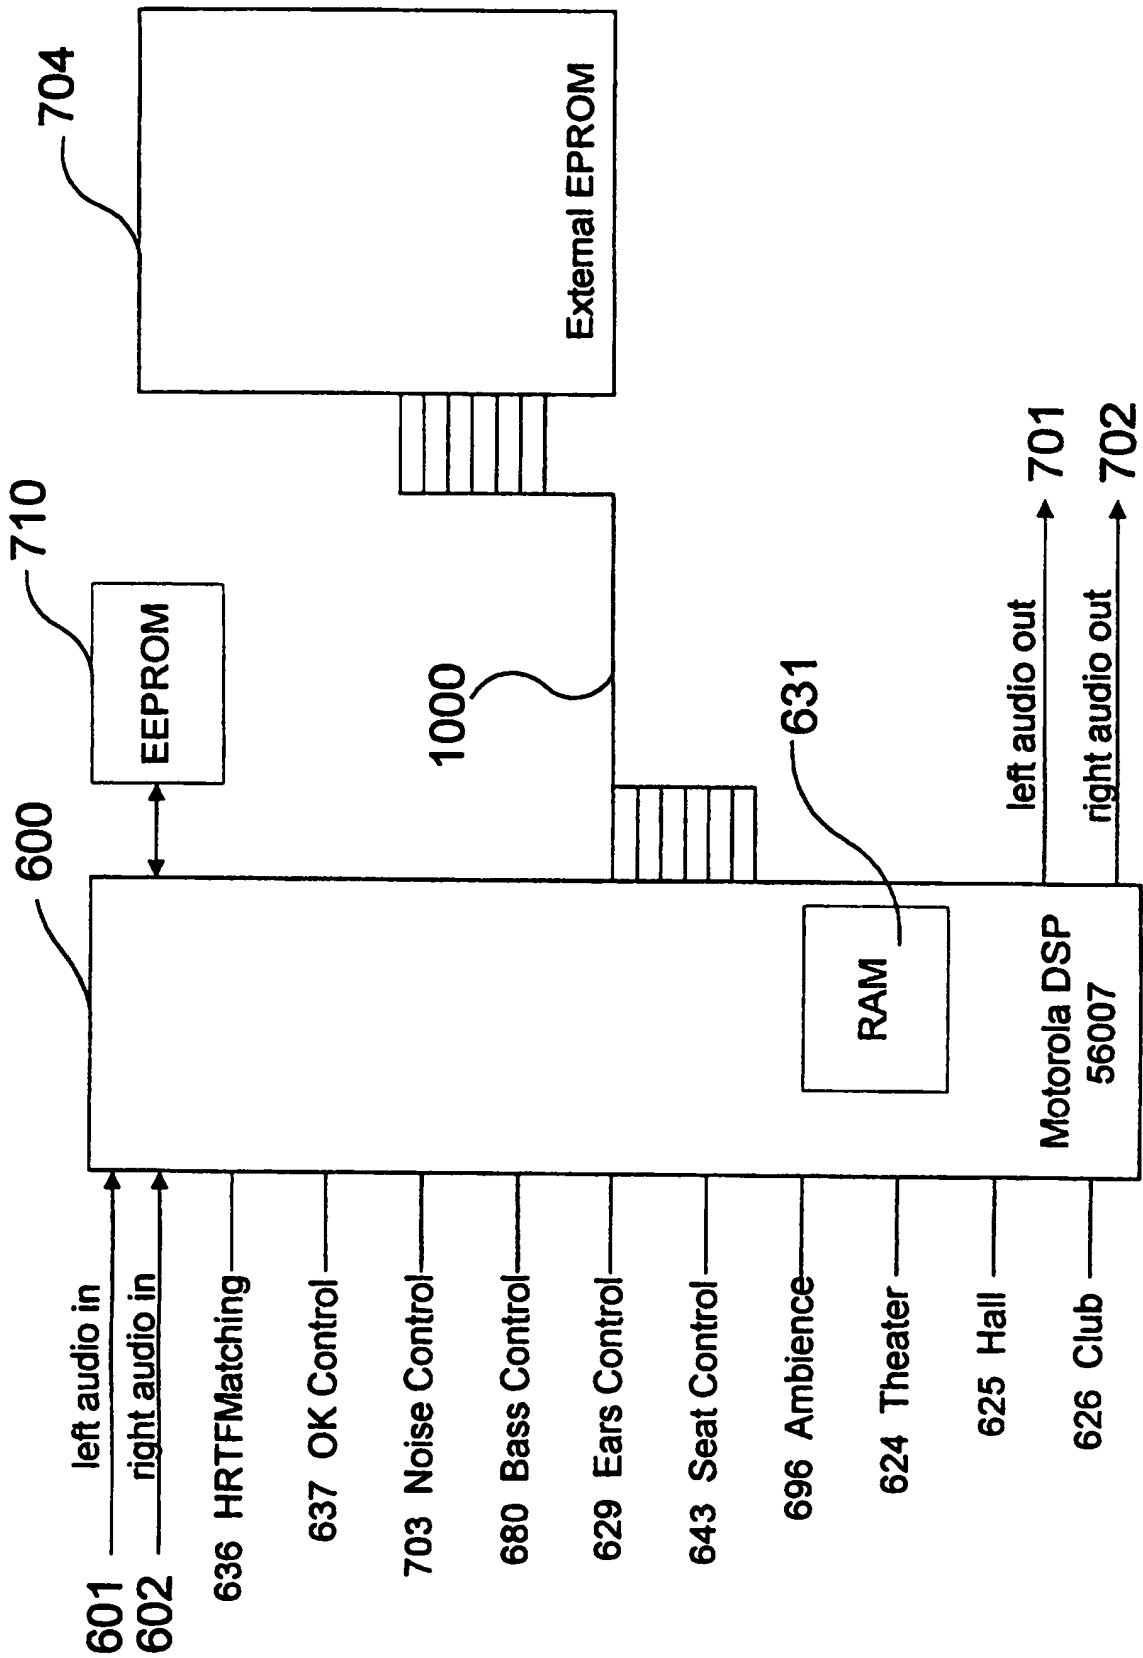 601
left audio in
602
right audio in
636 HRTFMatching
637 OK Control
703 Noise Control
680 Bass Control
629 Ears Control
643 Seat Control
696 Ambience
624 Theater
625 Hall
626 Club
600
RAM
631
Motorola DSP
56007
710
EEPROM
1000
704
External EPROM
left audio out
701
right audio out
702